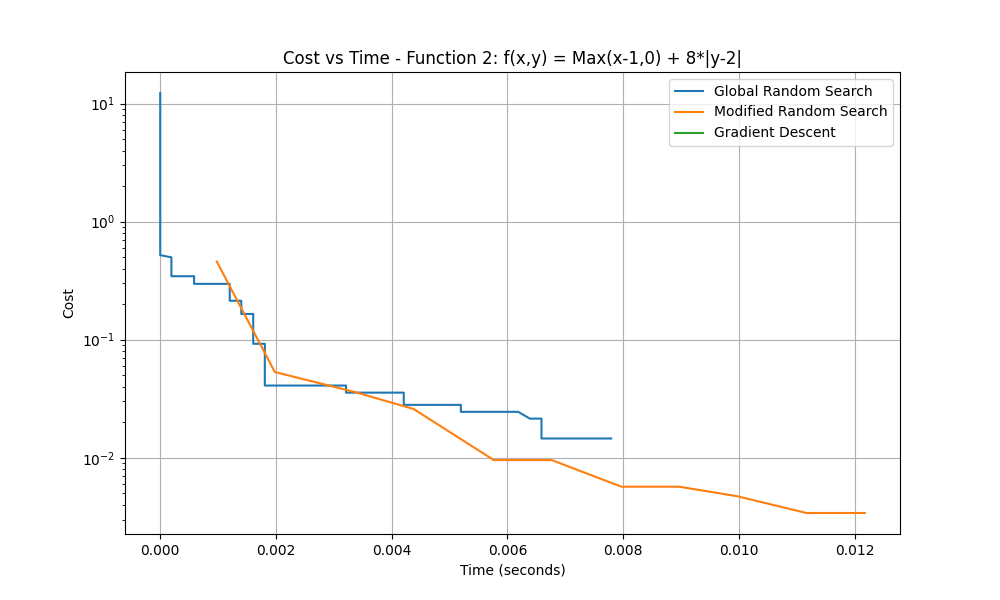 Cost vs Time - Function 2: f(x,y) = Max(x-1,0) + 8*|y-2|
Global Random Search
Modified Random Search
Gradient Descent
10¹
10⁰
10⁻¹
10⁻²
Cost
0.000 0.002 0.004 0.006 0.008 0.010 0.012
Time (seconds)